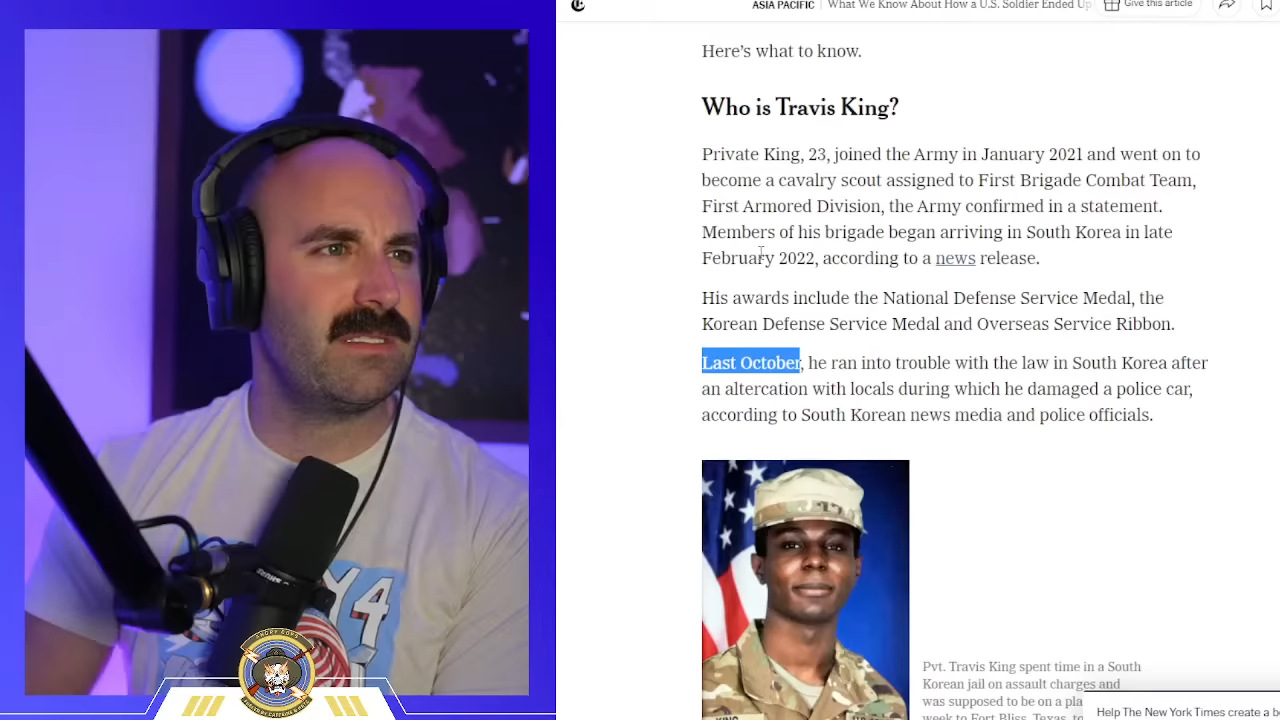 ASIA PACIFIC | What We Know About How a U.S. Soldier Ended Up
Give this article
Here's what to know.
Who is Travis King?
Private King, 23, joined the Army in January 2021 and went on to
become a cavalry scout assigned to First Brigade Combat Team,
First Armored Division, the Army confirmed in a statement.
Members of his brigade began arriving in South Korea in late
February 2022, according to a news release.
His awards include the National Defense Service Medal, the
Korean Defense Service Medal and Overseas Service Ribbon.
Last October, he ran into trouble with the law in South Korea after
an altercation with locals during which he damaged a police car,
according to South Korean news media and police officials.
Pvt. Travis King spent time in a South
Korean jail on assault charges and
was supposed to be on a pla
week to Fort Bliss, Texas, to
Help The New York Times create a b
Y4
ANGRY COPS
KING